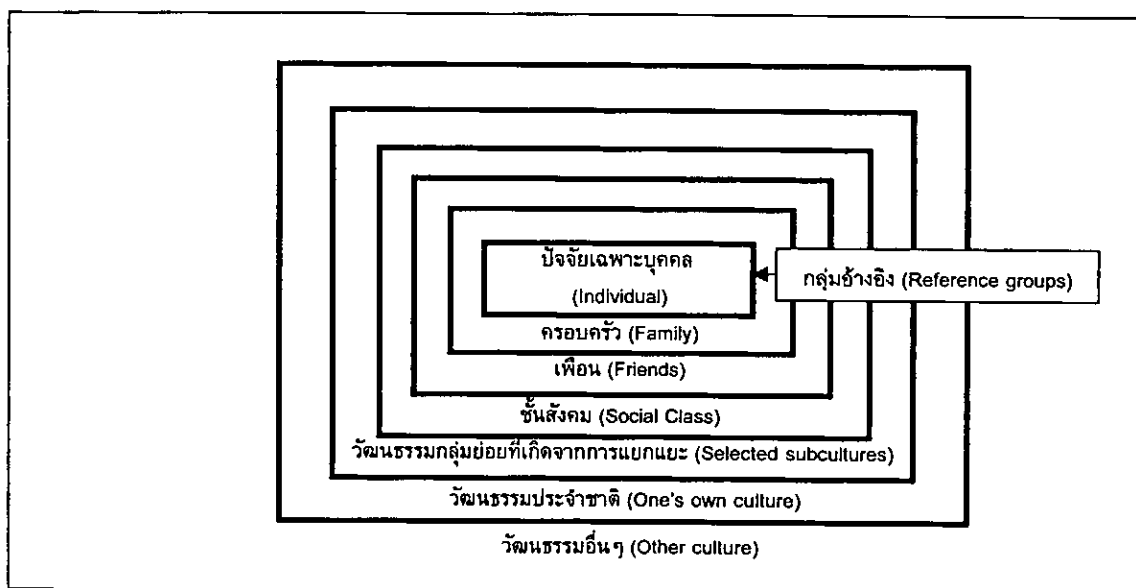 ปัจจัยเฉพาะบุคคล
(Individual)
กลุ่มอ้างอิง (Reference groups)
ครอบครัว (Family)
เพื่อน (Friends)
ชั้นสังคม (Social Class)
วัฒนธรรมกลุ่มย่อยที่เกิดจากการแยกแยะ (Selected subcultures)
วัฒนธรรมประจำชาติ (One's own culture)
วัฒนธรรมอื่นๆ (Other culture)